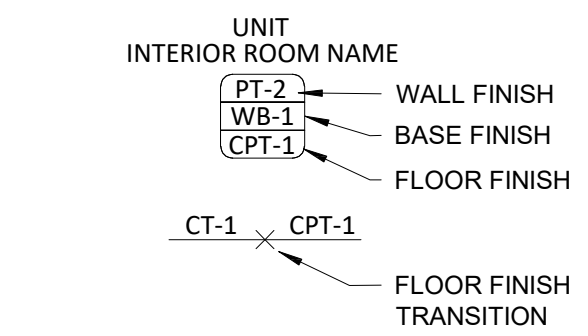 UNIT
INTERIOR ROOM NAME
PT-2
WALL FINISH
WB-1
BASE FINISH
CPT-1
FLOOR FINISH
CT-1 CPT-1
FLOOR FINISH
TRANSITION